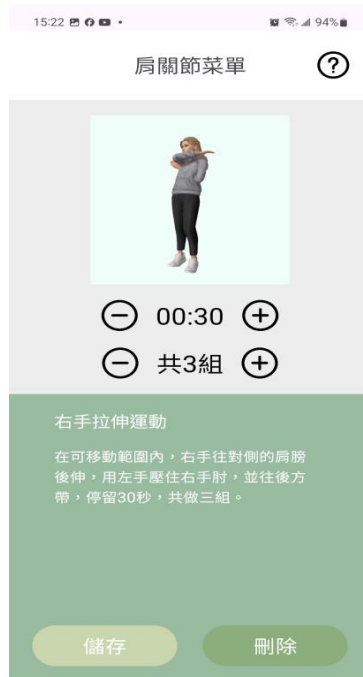 15:22 94%
肩關節菜單 ?
00:30
共3組
右手拉伸運動
在可移動範圍內，右手往對側的肩膀
後伸，用左手壓住右手肘，並往後方
帶，停留30秒，共做三組。
儲存 刪除